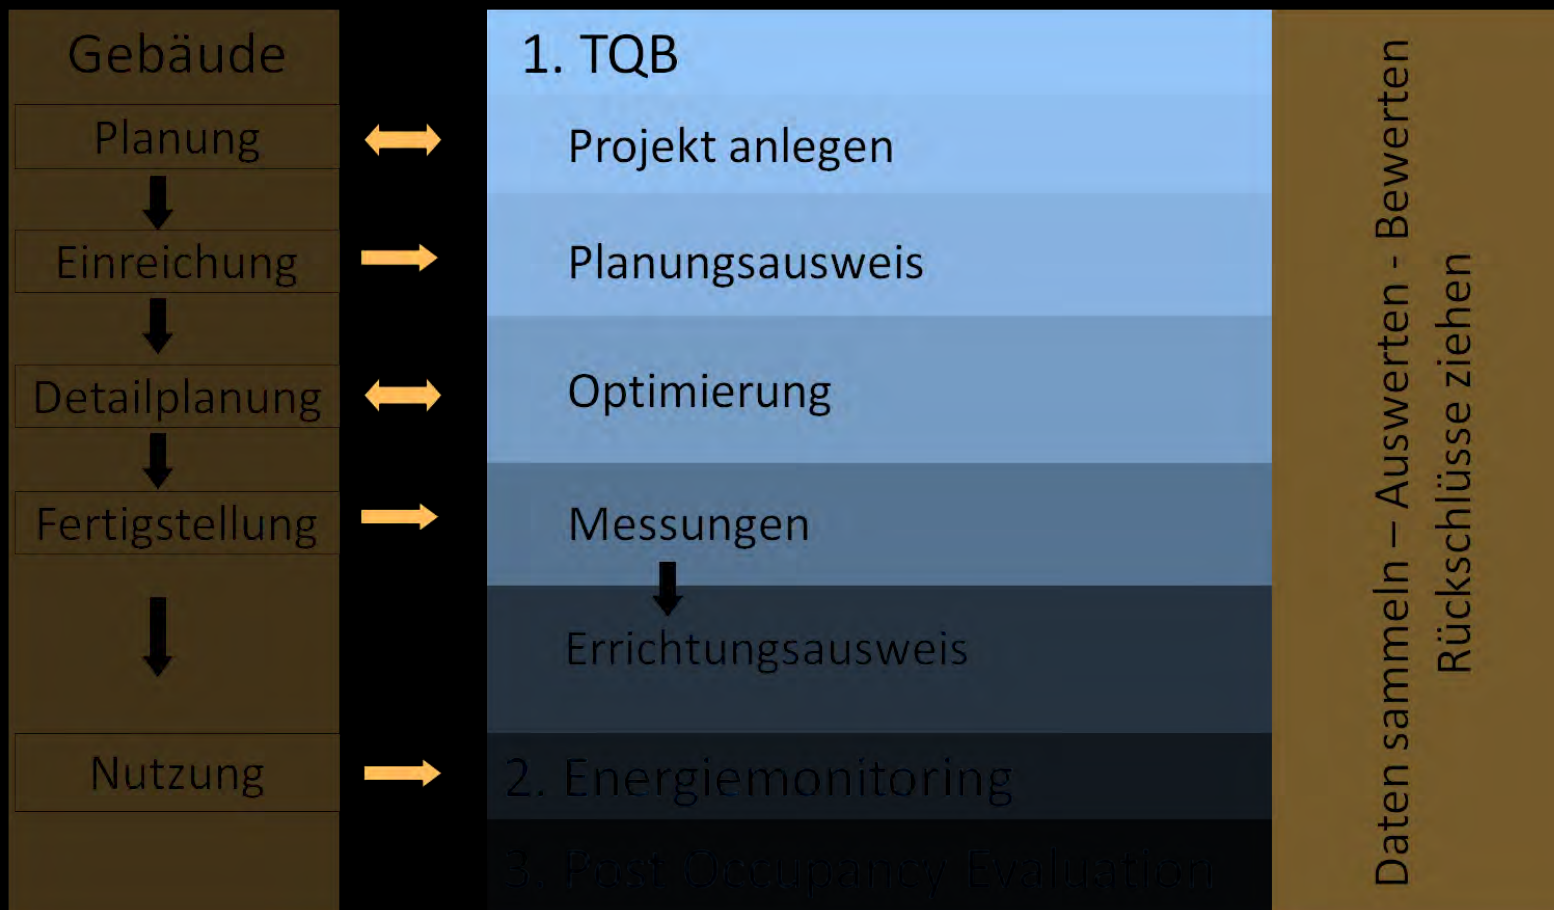 Gebäude
Planung
Einreichung
Detailplanung
Fertigstellung
Nutzung
1. TQB
Projekt anlegen
Planungsausweis
Optimierung
Messungen
Errichtungsausweis
2. Energiemonitoring
3. Post Occupancy Evaluation
Daten sammeln – Auswerten - Bewerten
Rückschlüsse ziehen